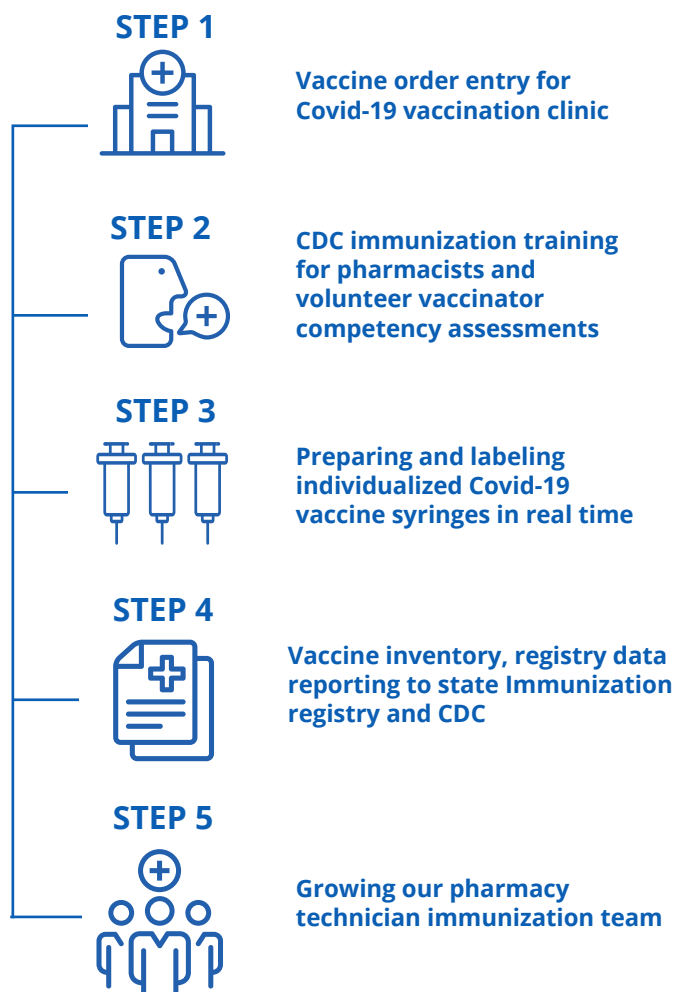 STEP 1
Vaccine order entry for
Covid-19 vaccination clinic
STEP 2
CDC immunization training
for pharmacists and
volunteer vaccinator
competency assessments
STEP 3
Preparing and labeling
individualized Covid-19
vaccine syringes in real time
STEP 4
Vaccine inventory, registry data
reporting to state Immunization
registry and CDC
STEP 5
Growing our pharmacy
technician immunization team